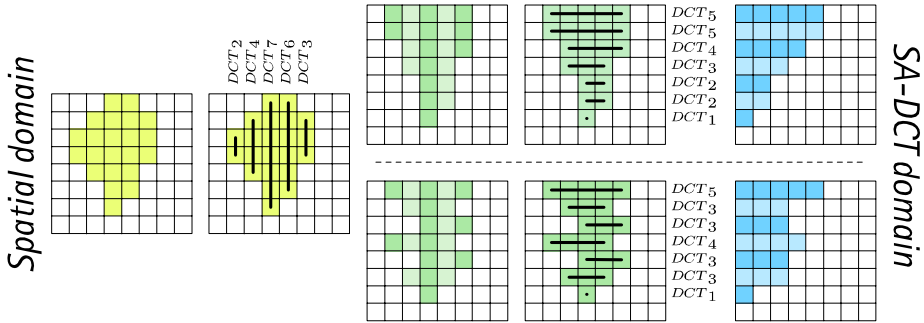 Spatial domain
DCT2
DCT4
DCT7
DCT6
DCT3
DCT5
DCT5
DCT4
DCT3
DCT2
DCT2
DCT1
DCT5
DCT3
DCT3
DCT4
DCT3
DCT3
DCT1
SA-DCT domain